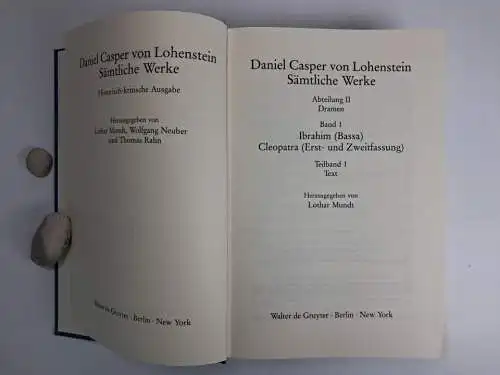 Daniel Casper von Lohenstein
Sämtliche Werke
Historisch-kritische Ausgabe
Herausgegeben von
Lothar Mundt, Wolfgang Neuber
und Thomas Rahn
Walter de Gruyter · Berlin · New York
Daniel Casper von Lohenstein
Sämtliche Werke
Abteilung II
Dramen
Band 1
Ibrahim (Bassa)
Cleopatra (Erst- und Zweitfassung)
Teilband 1
Text
Herausgegeben von
Lothar Mundt
Walter de Gruyter · Berlin · New York